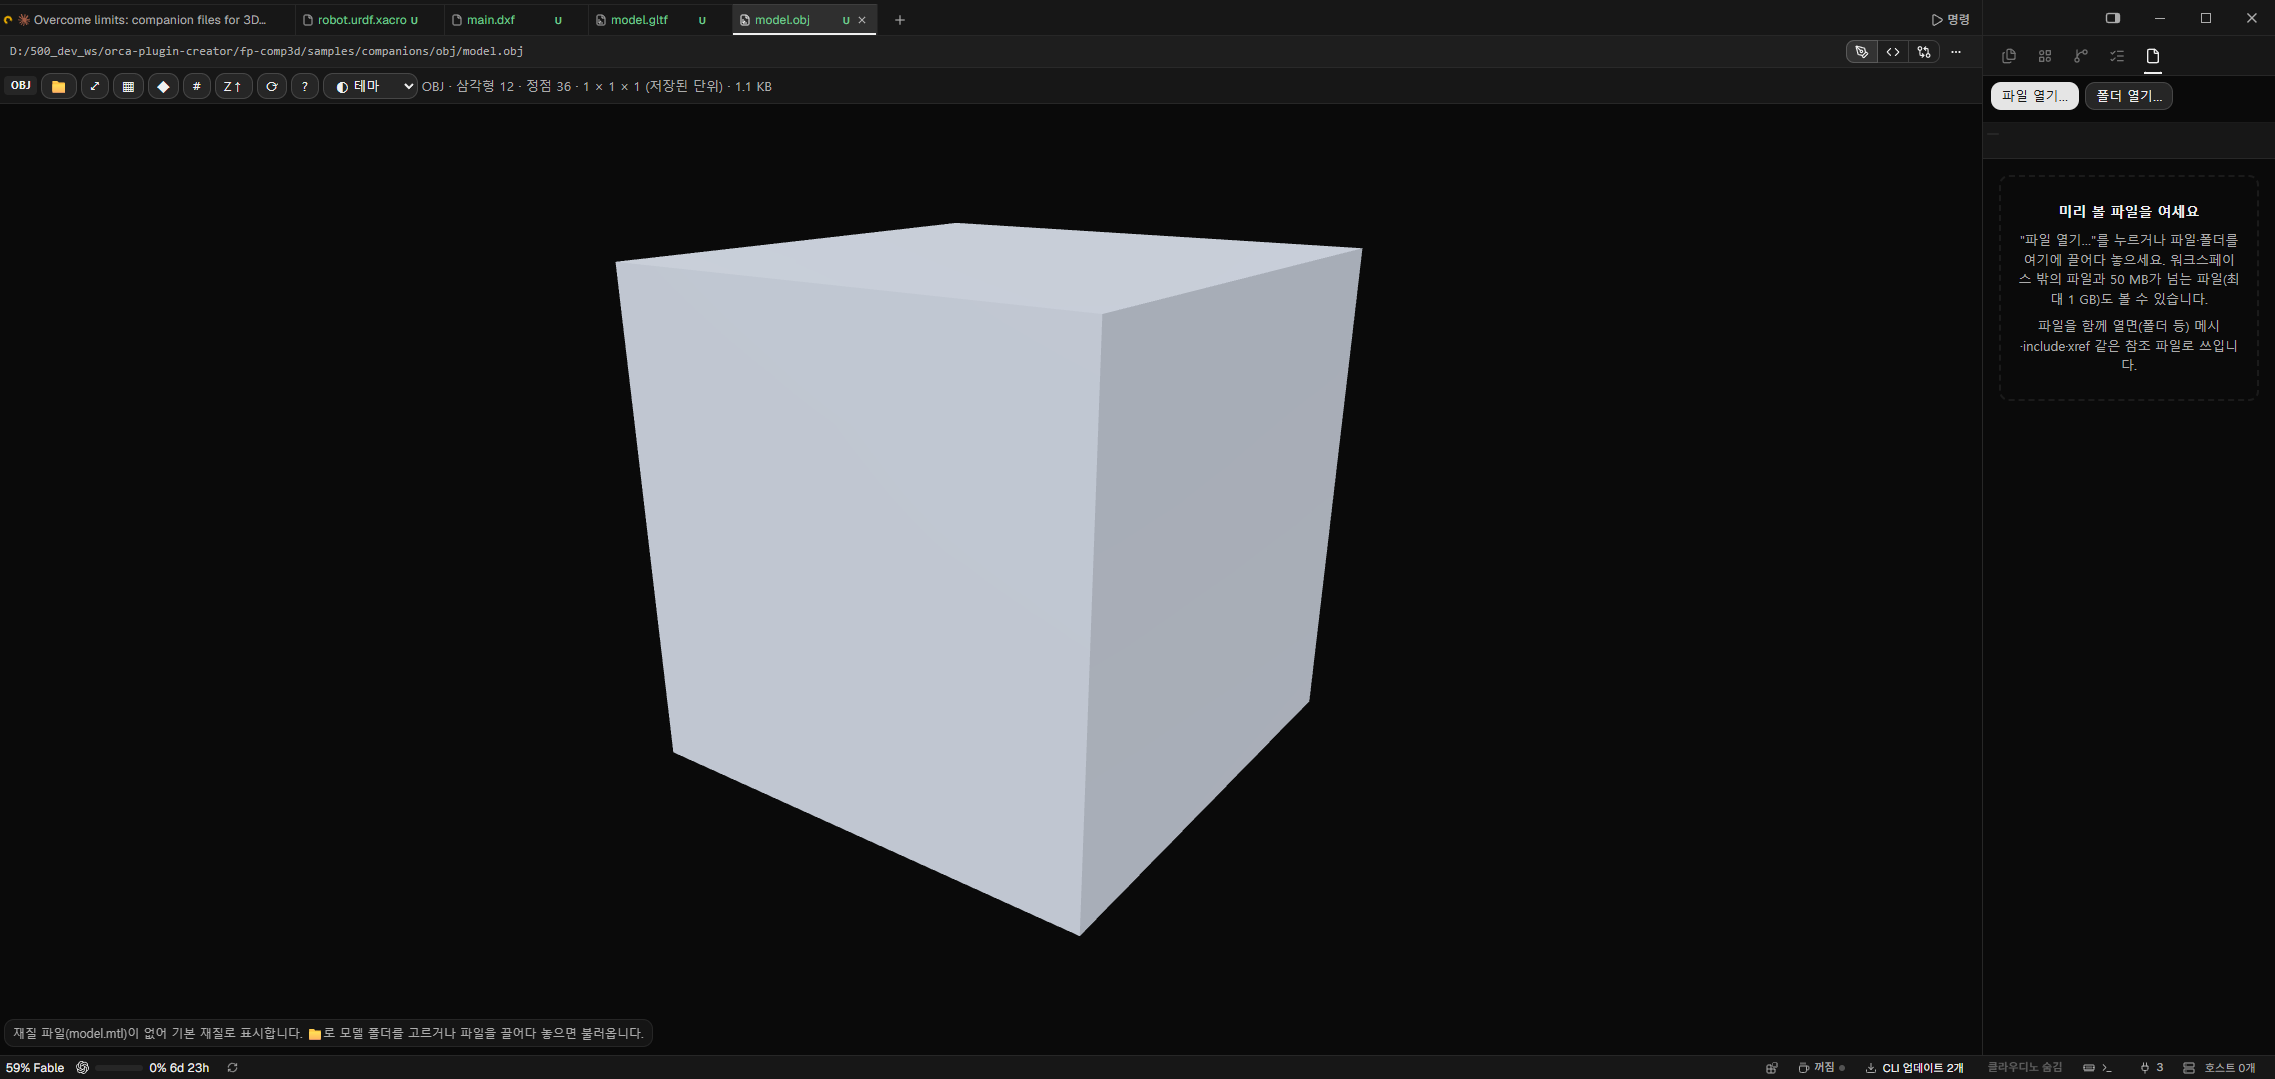 Overcome limits: companion files for 3D...
robot.urdf.xacro U
main.dxf U
model.gltf U
model.obj U
명령
D:/500_dev_ws/orca-plugin-creator/fp-comp3d/samples/companions/obj/model.obj
OBJ
#
Z↑
?
테마
OBJ · 삼각형 12 · 정점 36 · 1 × 1 × 1 (저장된 단위) · 1.1 KB
파일 열기...
폴더 열기...
미리 볼 파일을 여세요
"파일 열기..."를 누르거나 파일·폴더를
여기에 끌어다 놓으세요. 워크스페이
스 밖의 파일과 50 MB가 넘는 파일(최
대 1 GB)도 볼 수 있습니다.
파일을 함께 열면(폴더 등) 메시
·include·xref 같은 참조 파일로 쓰입니
다.
재질 파일(model.mtl)이 없어 기본 재질로 표시합니다. 📁로 모델 폴더를 고르거나 파일을 끌어다 놓으면 불러옵니다.
59% Fable
0% 6d 23h
꺼짐
CLI 업데이트 2개
클라우디노 숨김
3
호스트 0개